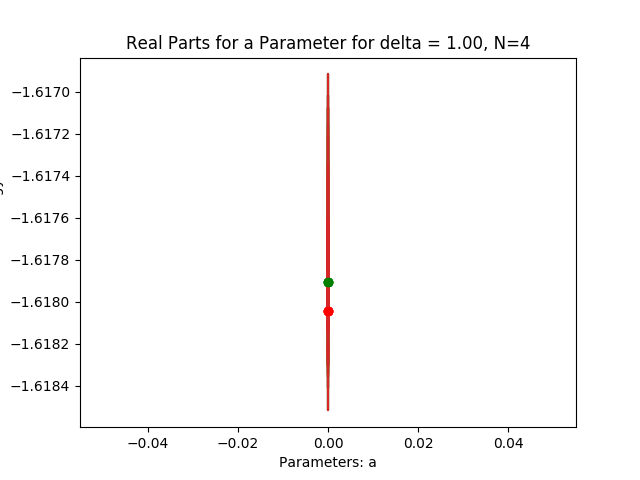 Real Parts for a Parameter for delta = 1.00, N=4
−1.6170
−1.6172
−1.6174
−1.6176
−1.6178
−1.6180
−1.6182
−1.6184
−0.04 −0.02 0.00 0.02 0.04
Parameters: a